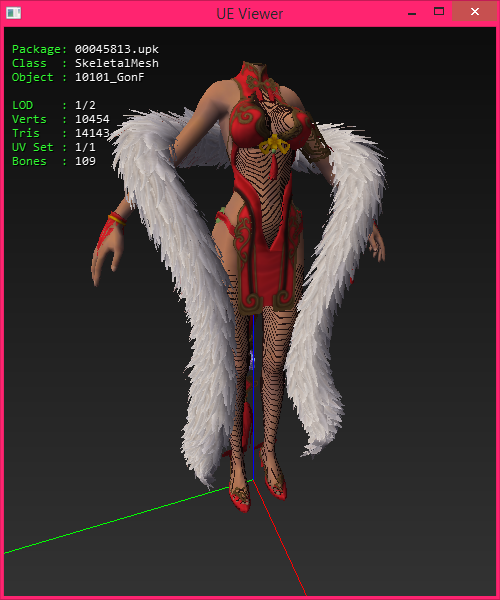 UE Viewer
Package: 00045813.upk
Class  : SkeletalMesh
Object : 10101_GonF
LOD    : 1/2
Verts  : 10454
Tris   : 14143
UV Set : 1/1
Bones  : 109